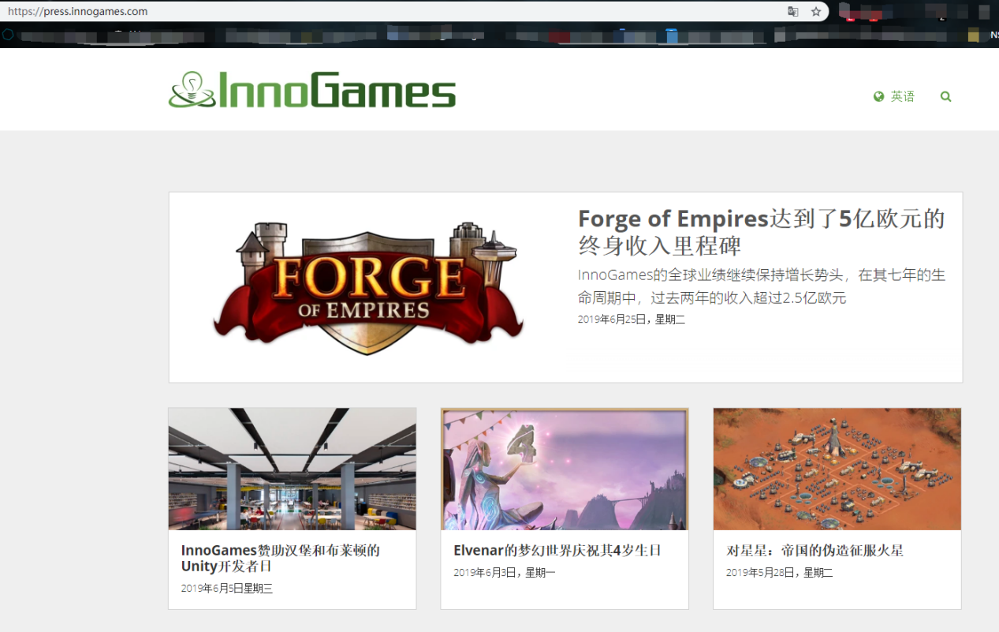 https://press.innogames.com
InnoGames
英语
FORGE
OF EMPIRES
Forge of Empires达到了5亿欧元的
终身收入里程碑
InnoGames的全球业绩继续保持增长势头，在其七年的生
命周期中，过去两年的收入超过2.5亿欧元
2019年6月25日，星期二
4
InnoGames赞助汉堡和布莱顿的
Unity开发者日
2019年6月5日星期三
Elvenar的梦幻世界庆祝其4岁生日
2019年6月3日，星期一
对星星：帝国的伪造征服火星
2019年5月28日，星期二